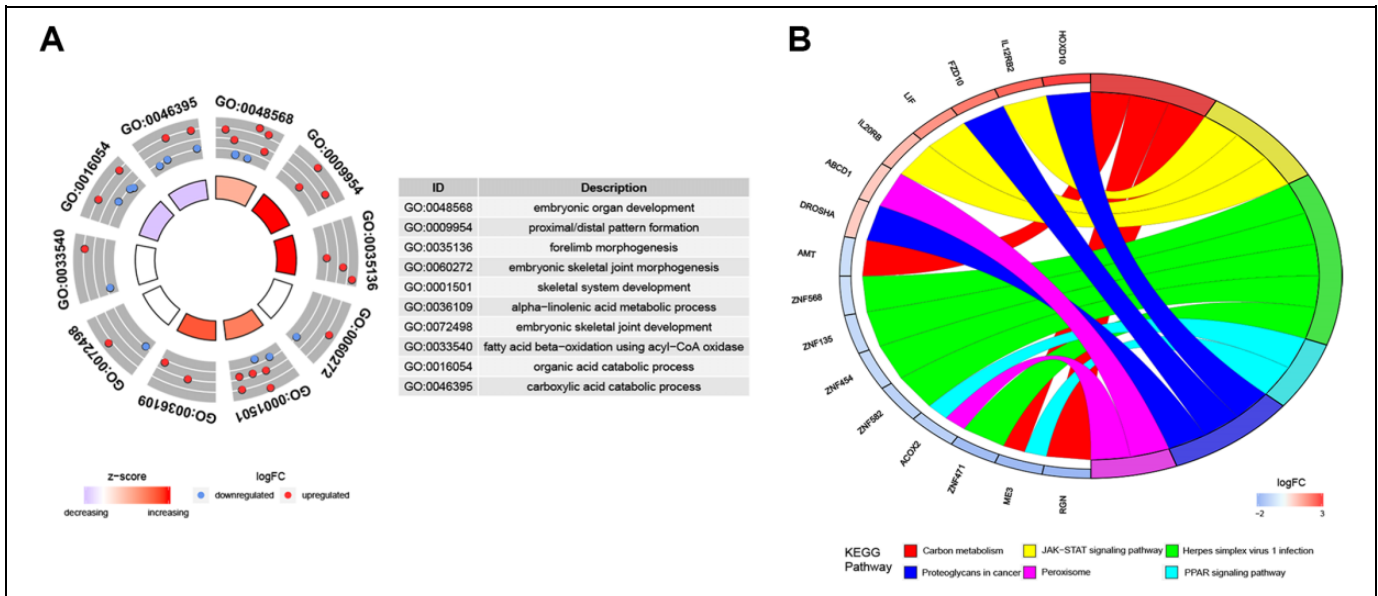 A
GO:0046395
GO:0048568
GO:0009954
GO:0035136
GO:0060272
GO:0001501
GO:0036109
GO:0072498
GO:0033540
GO:0016054
z−score
decreasing
increasing
logFC
downregulated
upregulated
ID Description
GO:0048568 embryonic organ development
GO:0009954 proximal/distal pattern formation
GO:0035136 forelimb morphogenesis
GO:0060272 embryonic skeletal joint morphogenesis
GO:0001501 skeletal system development
GO:0036109 alpha−linolenic acid metabolic process
GO:0072498 embryonic skeletal joint development
GO:0033540 fatty acid beta−oxidation using acyl−CoA oxidase
GO:0016054 organic acid catabolic process
GO:0046395 carboxylic acid catabolic process
B
HOXD10
IL12RB2
FZD10
LIF
IL20RB
ABCD1
DROSHA
AMT
ZNF568
ZNF135
ZNF454
ZNF582
ACOX2
ZNF471
ME3
RGN
logFC
−2 3
KEGG
Pathway
Carbon metabolism JAK−STAT signaling pathway Herpes simplex virus 1 infection
Proteoglycans in cancer Peroxisome PPAR signaling pathway